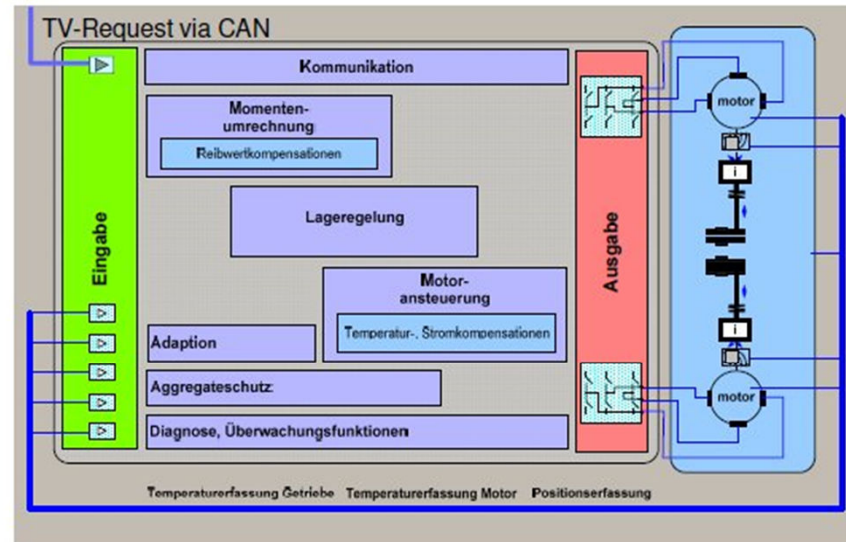 TV-Request via CAN
Kommunikation
Momenten-
umrechnung
Reibwertkompensationen
Lageregelung
Motor-
ansteuerung
Temperatur-, Stromkompensationen
Adaption
Aggregateschutz
Diagnose, Überwachungsfunktionen
Eingabe
Ausgabe
motor
i
i
motor
Temperaturerfassung Getriebe Temperaturerfassung Motor Positionserfassung